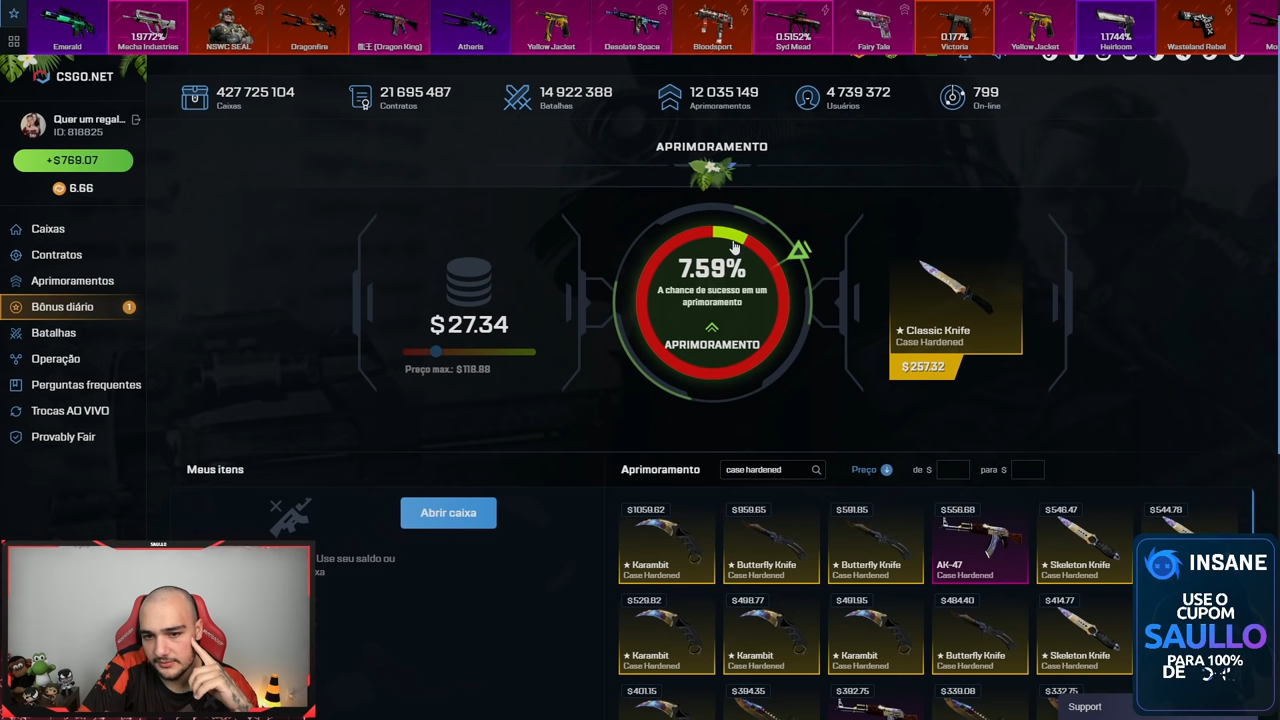 Emerald
1.9772%
Mecha Industries
NSWC SEAL
Dragonfire
龍王 (Dragon King)
Atheris
Yellow Jacket
Desolate Space
Bloodsport
0.5152%
Syd Mead
Fairy Tale
0.177%
Victoria
Yellow Jacket
1.1744%
Heirloom
Wasteland Rebel
CSGO.NET
427 725 104
Caixas
21 695 487
Contratos
14 922 388
Batalhas
12 035 149
Aprimoramentos
4 739 372
Usuários
799
On-line
Quer um regal...
ID: 818825
+$769.07
6.66
Caixas
Contratos
Aprimoramentos
Bônus diário
1
Batalhas
Operação
Perguntas frequentes
Trocas AO VIVO
Provably Fair
APRIMORAMENTO
$27.34
Preço max.: $118.88
7.59%
A chance de sucesso em um
aprimoramento
APRIMORAMENTO
★ Classic Knife
Case Hardened
$257.32
Meus itens
Abrir caixa
Use seu saldo ou
Aprimoramento
case hardened
Preço
de $
para $
$1059.62
★ Karambit
Case Hardened
$959.65
★ Butterfly Knife
Case Hardened
$591.85
★ Butterfly Knife
Case Hardened
$556.68
AK-47
Case Hardened
$546.47
★ Skeleton Knife
Case Hardened
$544.78
$529.82
★ Karambit
Case Hardened
$498.77
★ Karambit
Case Hardened
$491.95
★ Karambit
Case Hardened
$484.40
★ Butterfly Knife
Case Hardened
$414.77
★ Skeleton Knife
Case Hardened
$401.15
$394.35
$392.75
$339.08
$332.75
SAULLO
INSANE
USE O
CUPOM
SAULLO
PARA 100%
DE
Support